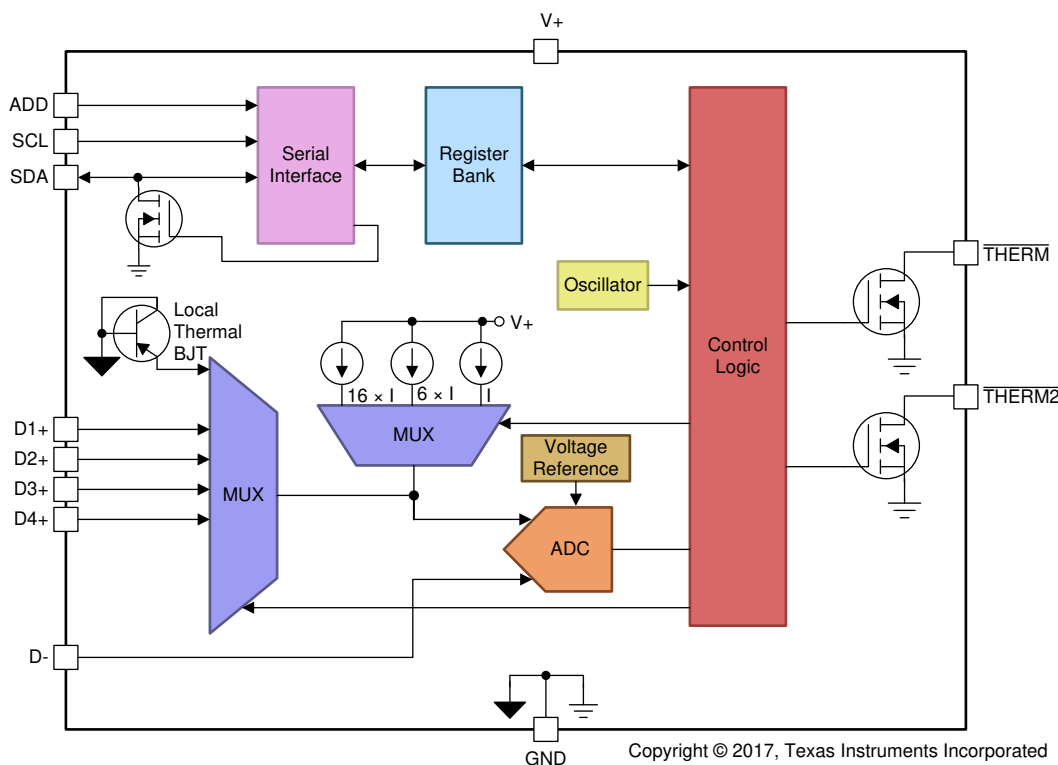 V+
ADD
SCL
SDA
Serial
Interface
Register
Bank
Oscillator
Control
Logic
THERM
THERM2
Local
Thermal
BJT
V+
16 × I
6 × I
I
MUX
Voltage
Reference
D1+
D2+
D3+
D4+
MUX
ADC
D-
GND
Copyright © 2017, Texas Instruments Incorporated